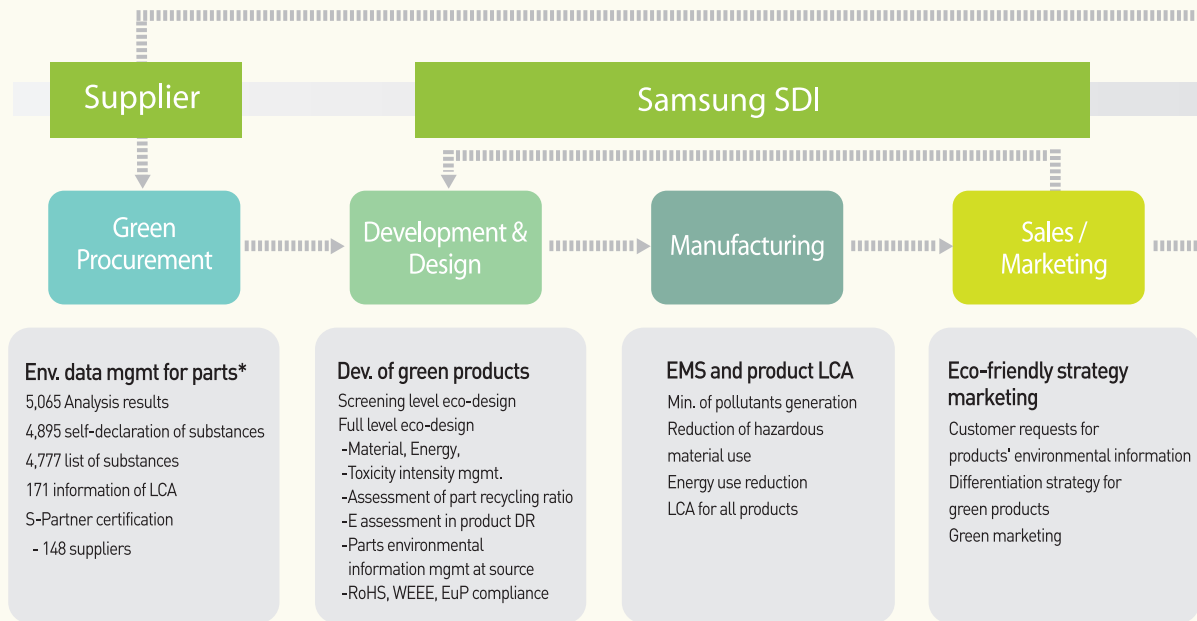 Supplier
Samsung SDI
Green
Procurement
Development &
Design
Manufacturing
Sales /
Marketing
Env. data mgmt for parts*
5,065 Analysis results
4,895 self-declaration of substances
4,777 list of substances
171 information of LCA
S-Partner certification
- 148 suppliers
Dev. of green products
Screening level eco-design
Full level eco-design
-Material, Energy,
-Toxicity intensity mgmt.
-Assessment of part recycling ratio
-E assessment in product DR
-Parts environmental
information mgmt at source
-RoHS, WEEE, EuP compliance
EMS and product LCA
Min. of pollutants generation
Reduction of hazardous
material use
Energy use reduction
LCA for all products
Eco-friendly strategy
marketing
Customer requests for
products' environmental information
Differentiation strategy for
green products
Green marketing